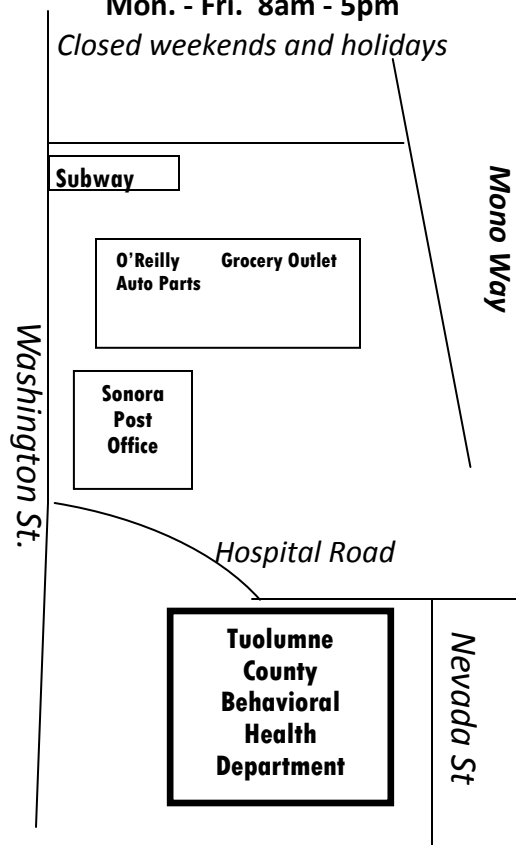 Mon. - Fri. 8am - 5pm
Closed weekends and holidays
Subway
Mono Way
O'Reilly Grocery Outlet
Auto Parts
Washington St.
Sonora
Post
Office
Hospital Road
Tuolumne
County
Behavioral
Health
Department
Nevada St